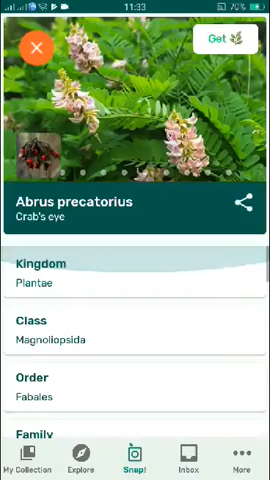 11:33
70%
Get
Abrus precatorius
Crab's eye
Kingdom
Plantae
Class
Magnoliopsida
Order
Fabales
Family
My Collection
Explore
Snap!
Inbox
More